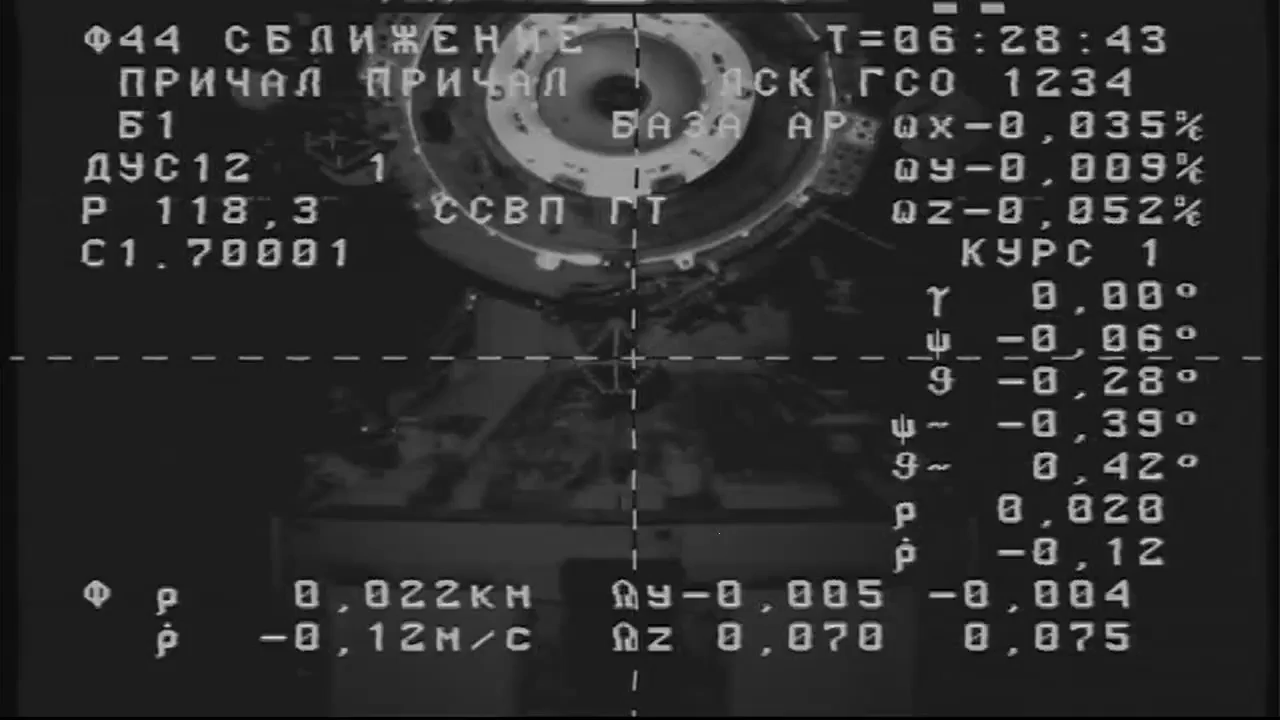 Ф44 СБЛИЖЕНИЕ T=06:28:43
ПРИЧАЛ ПРИЧАЛ ЛСК ГСО 1234
Б1 БАЗА АР ωx-0,035°/c
ДУС12 1 ωy-0,009°/c
Р 118,3 ССВП ГТ ωz-0,052°/c
С1.70001 КУРС 1
γ 0,00°
ψ -0,06°
ϑ -0,28°
ψ~ -0,39°
ϑ~ 0,42°
ρ 0,020
ρ̇ -0,12
Ф ρ 0,022км Ωy-0,005 -0,004
ρ̇ -0,12м/с Ωz 0,070 0,075